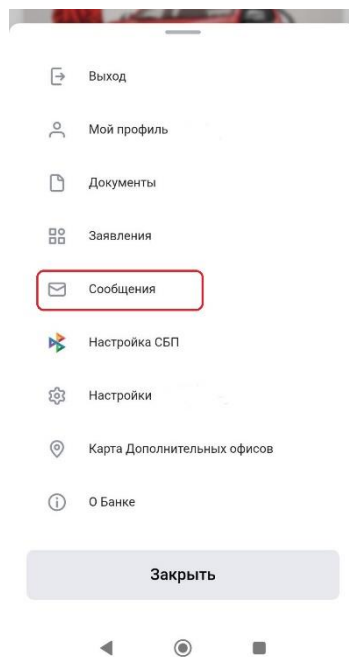 Выход
Мой профиль
Документы
Заявления
Сообщения
Настройка СБП
Настройки
Карта Дополнительных офисов
О Банке
Закрыть